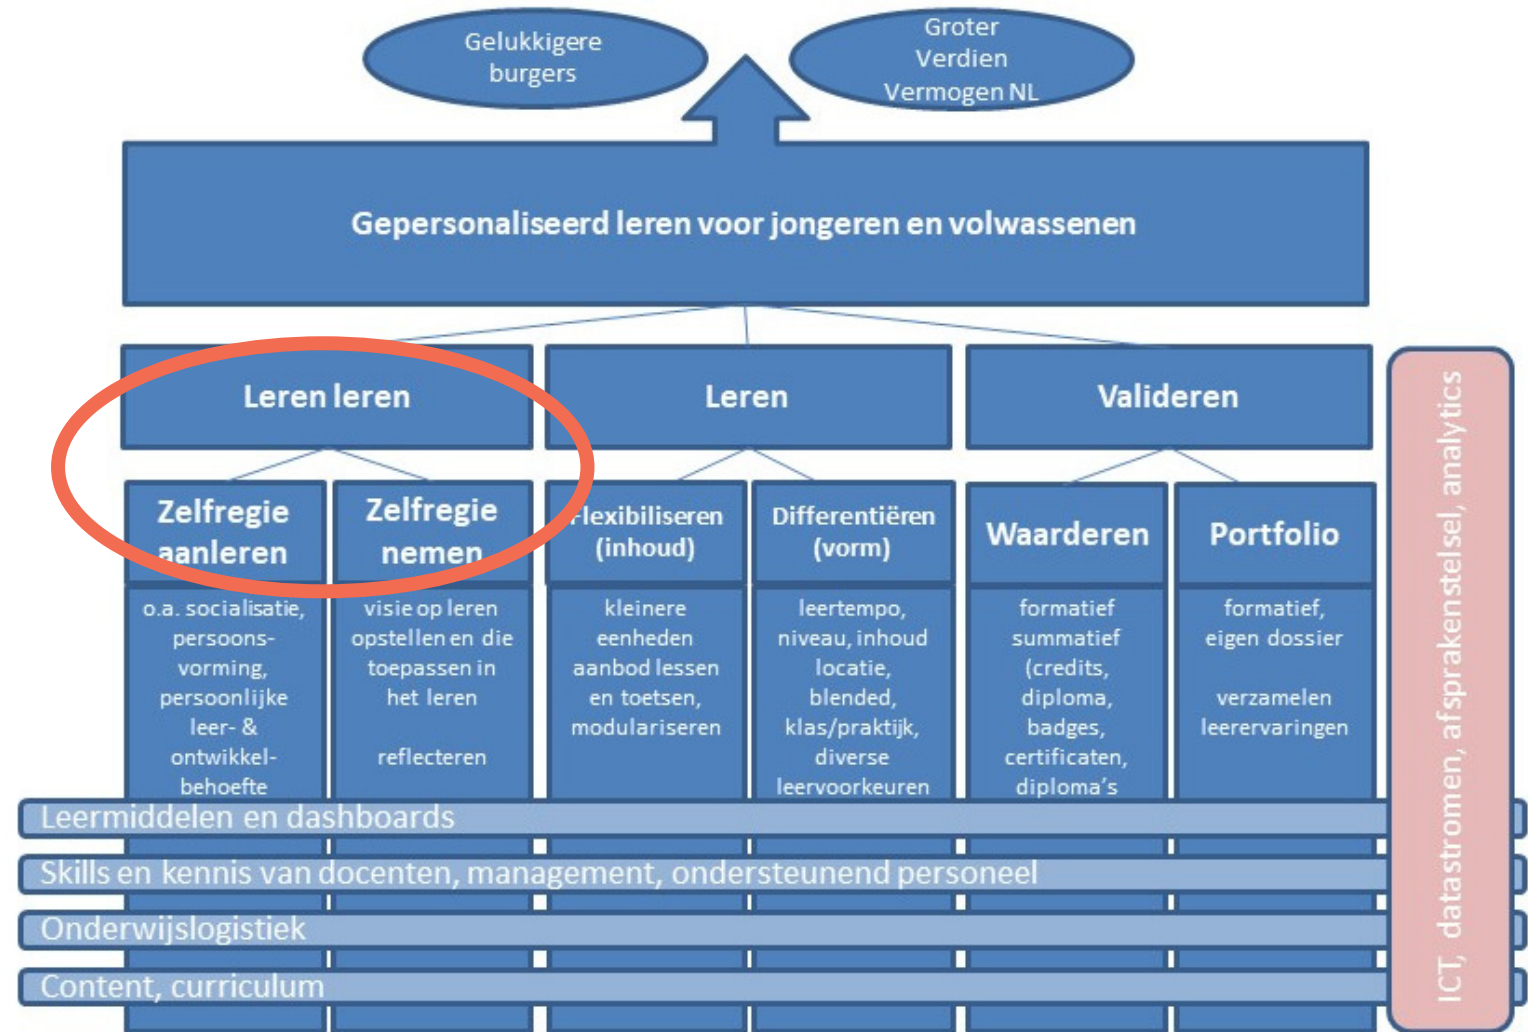 Gelukkigere
burgers
Groter
Verdien
Vermogen NL
Gepersonaliseerd leren voor jongeren en volwassenen
Leren leren
Leren
Valideren
Zelfregie
aanleren
Zelfregie
nemen
Flexibiliseren
(inhoud)
Differentiëren
(vorm)
Waarderen
Portfolio
o.a. socialisatie,
persoons-
vorming,
persoonlijke
leer- &
ontwikkel-
behoefte
visie op leren
opstellen en die
toepassen in
het leren
reflecteren
kleinere
eenheden
aanbod lessen
en toetsen,
modulariseren
leertempo,
niveau, inhoud
locatie,
blended,
klas/praktijk,
diverse
leervoorkeuren
formatief
summatief
(credits,
diploma,
badges,
certificaten,
diploma's
formatief,
eigen dossier
verzamelen
leerervaringen
Leermiddelen en dashboards
Skills en kennis van docenten, management, ondersteunend personeel
Onderwijslogistiek
Content, curriculum
ICT, datastromen, afsprakenstelsel, analytics